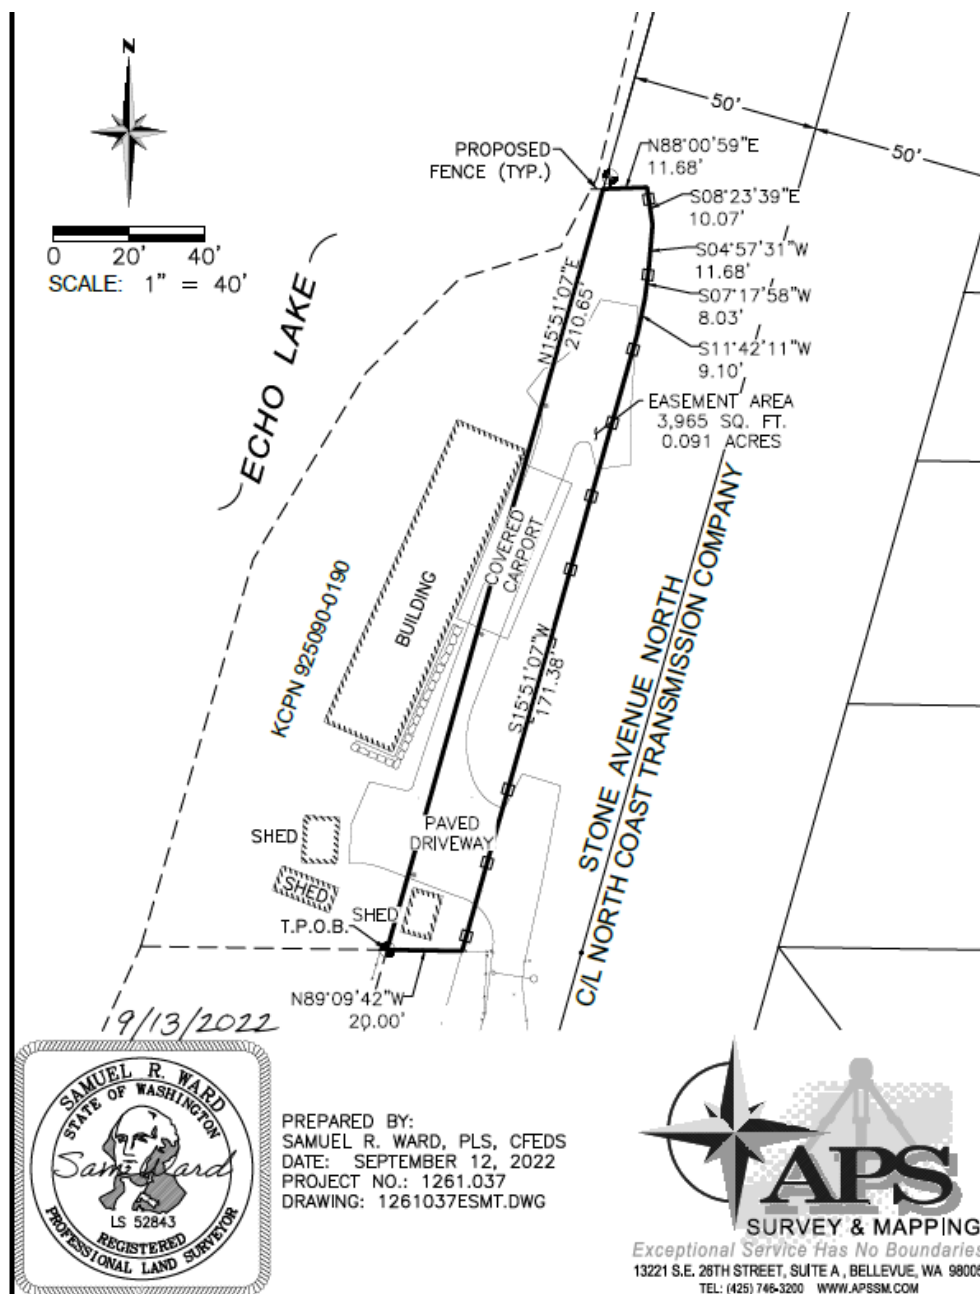 N
50'
50'
PROPOSED
FENCE (TYP.)
N88°00'59"E
11.68'
S08°23'39"E
10.07'
S04°57'31"W
11.68'
S07°17'58"W
8.03'
S11°42'11"W
9.10'
0 20' 40'
SCALE: 1" = 40'
ECHO LAKE
N15°51'07"E
210.65'
EASEMENT AREA
3,965 SQ. FT.
0.091 ACRES
COVERED
CARPORT
BUILDING
KCPN 925090-0190
S15°51'07"W
171.38'
STONE AVENUE NORTH
C/L NORTH COAST TRANSMISSION COMPANY
PAVED
DRIVEWAY
SHED
SHED
SHED
T.P.O.B.
N89°09'42"W
20.00'
9/13/2022
SAMUEL R. WARD
STATE OF WASHINGTON
Sam Ward
LS 52843
REGISTERED
PROFESSIONAL LAND SURVEYOR
PREPARED BY:
SAMUEL R. WARD, PLS, CFEDS
DATE: SEPTEMBER 12, 2022
PROJECT NO.: 1261.037
DRAWING: 1261037ESMT.DWG
APS
SURVEY & MAPPING
Exceptional Service Has No Boundaries
13221 S.E. 26TH STREET, SUITE A, BELLEVUE, WA 98005
TEL: (425) 746-3200 WWW.APSSM.COM